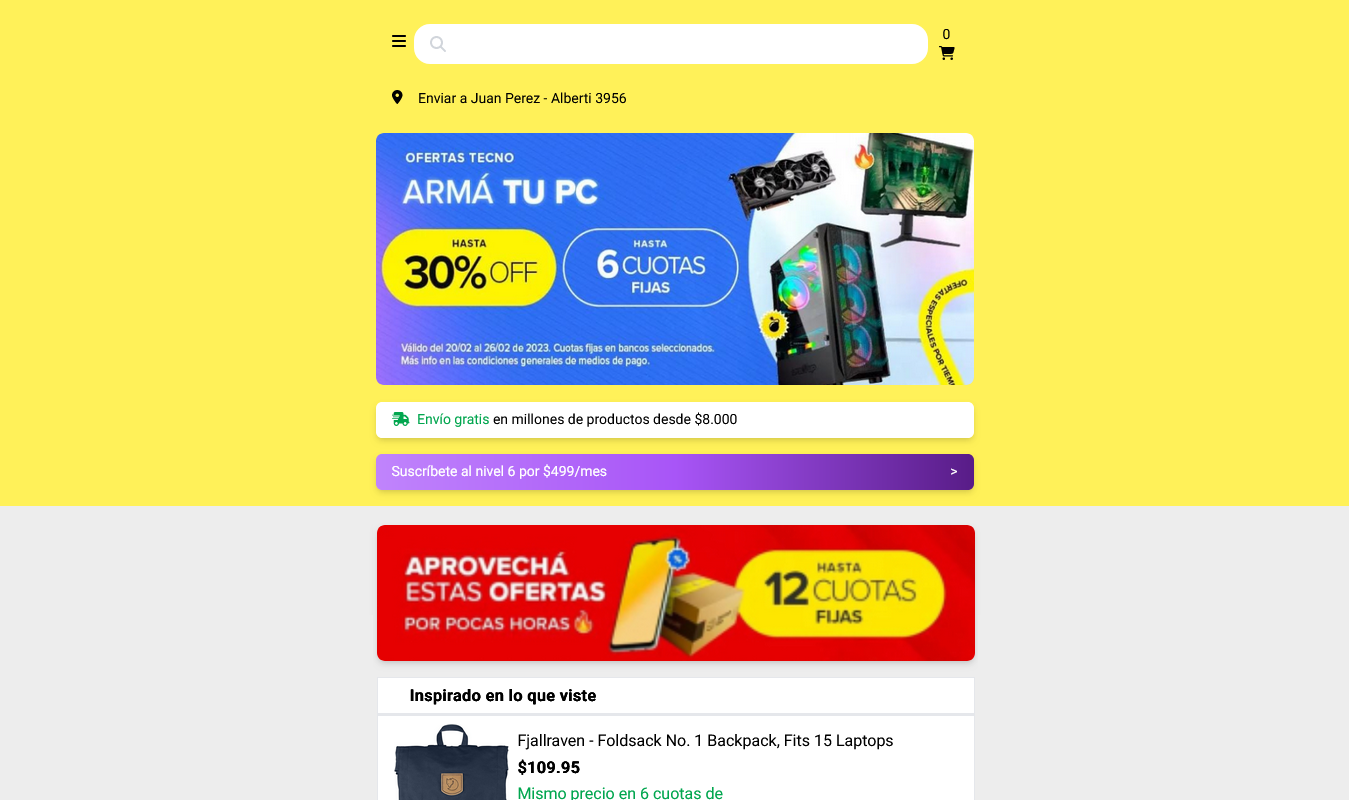 0
Enviar a Juan Perez - Alberti 3956
OFERTAS TECNO
ARMÁ TU PC
HASTA
30% OFF
HASTA
6 CUOTAS
FIJAS
OFERTAS ESPECIALES POR TIEM
Válido del 20/02 al 26/02 de 2023. Cuotas fijas en bancos seleccionados.
Más info en las condiciones generales de medios de pago.
Envío gratis en millones de productos desde $8.000
Suscríbete al nivel 6 por $499/mes >
APROVECHÁ
ESTAS OFERTAS
POR POCAS HORAS
HASTA
12 CUOTAS
FIJAS
Inspirado en lo que viste
Fjallraven - Foldsack No. 1 Backpack, Fits 15 Laptops
$109.95
Mismo precio en 6 cuotas de